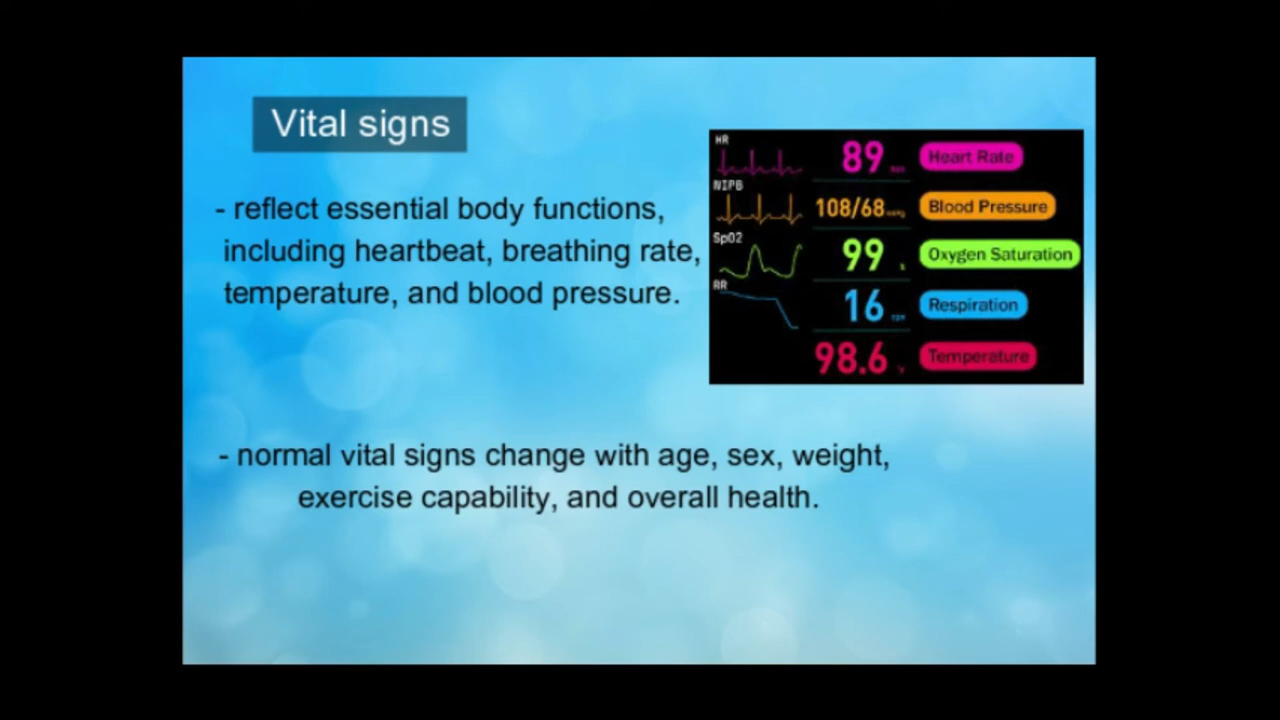 Vital signs
- reflect essential body functions,
including heartbeat, breathing rate,
temperature, and blood pressure.
HR
89
Heart Rate
NIPB
108/68
Blood Pressure
SpO2
99
Oxygen Saturation
RR
16
Respiration
98.6
Temperature
- normal vital signs change with age, sex, weight,
exercise capability, and overall health.